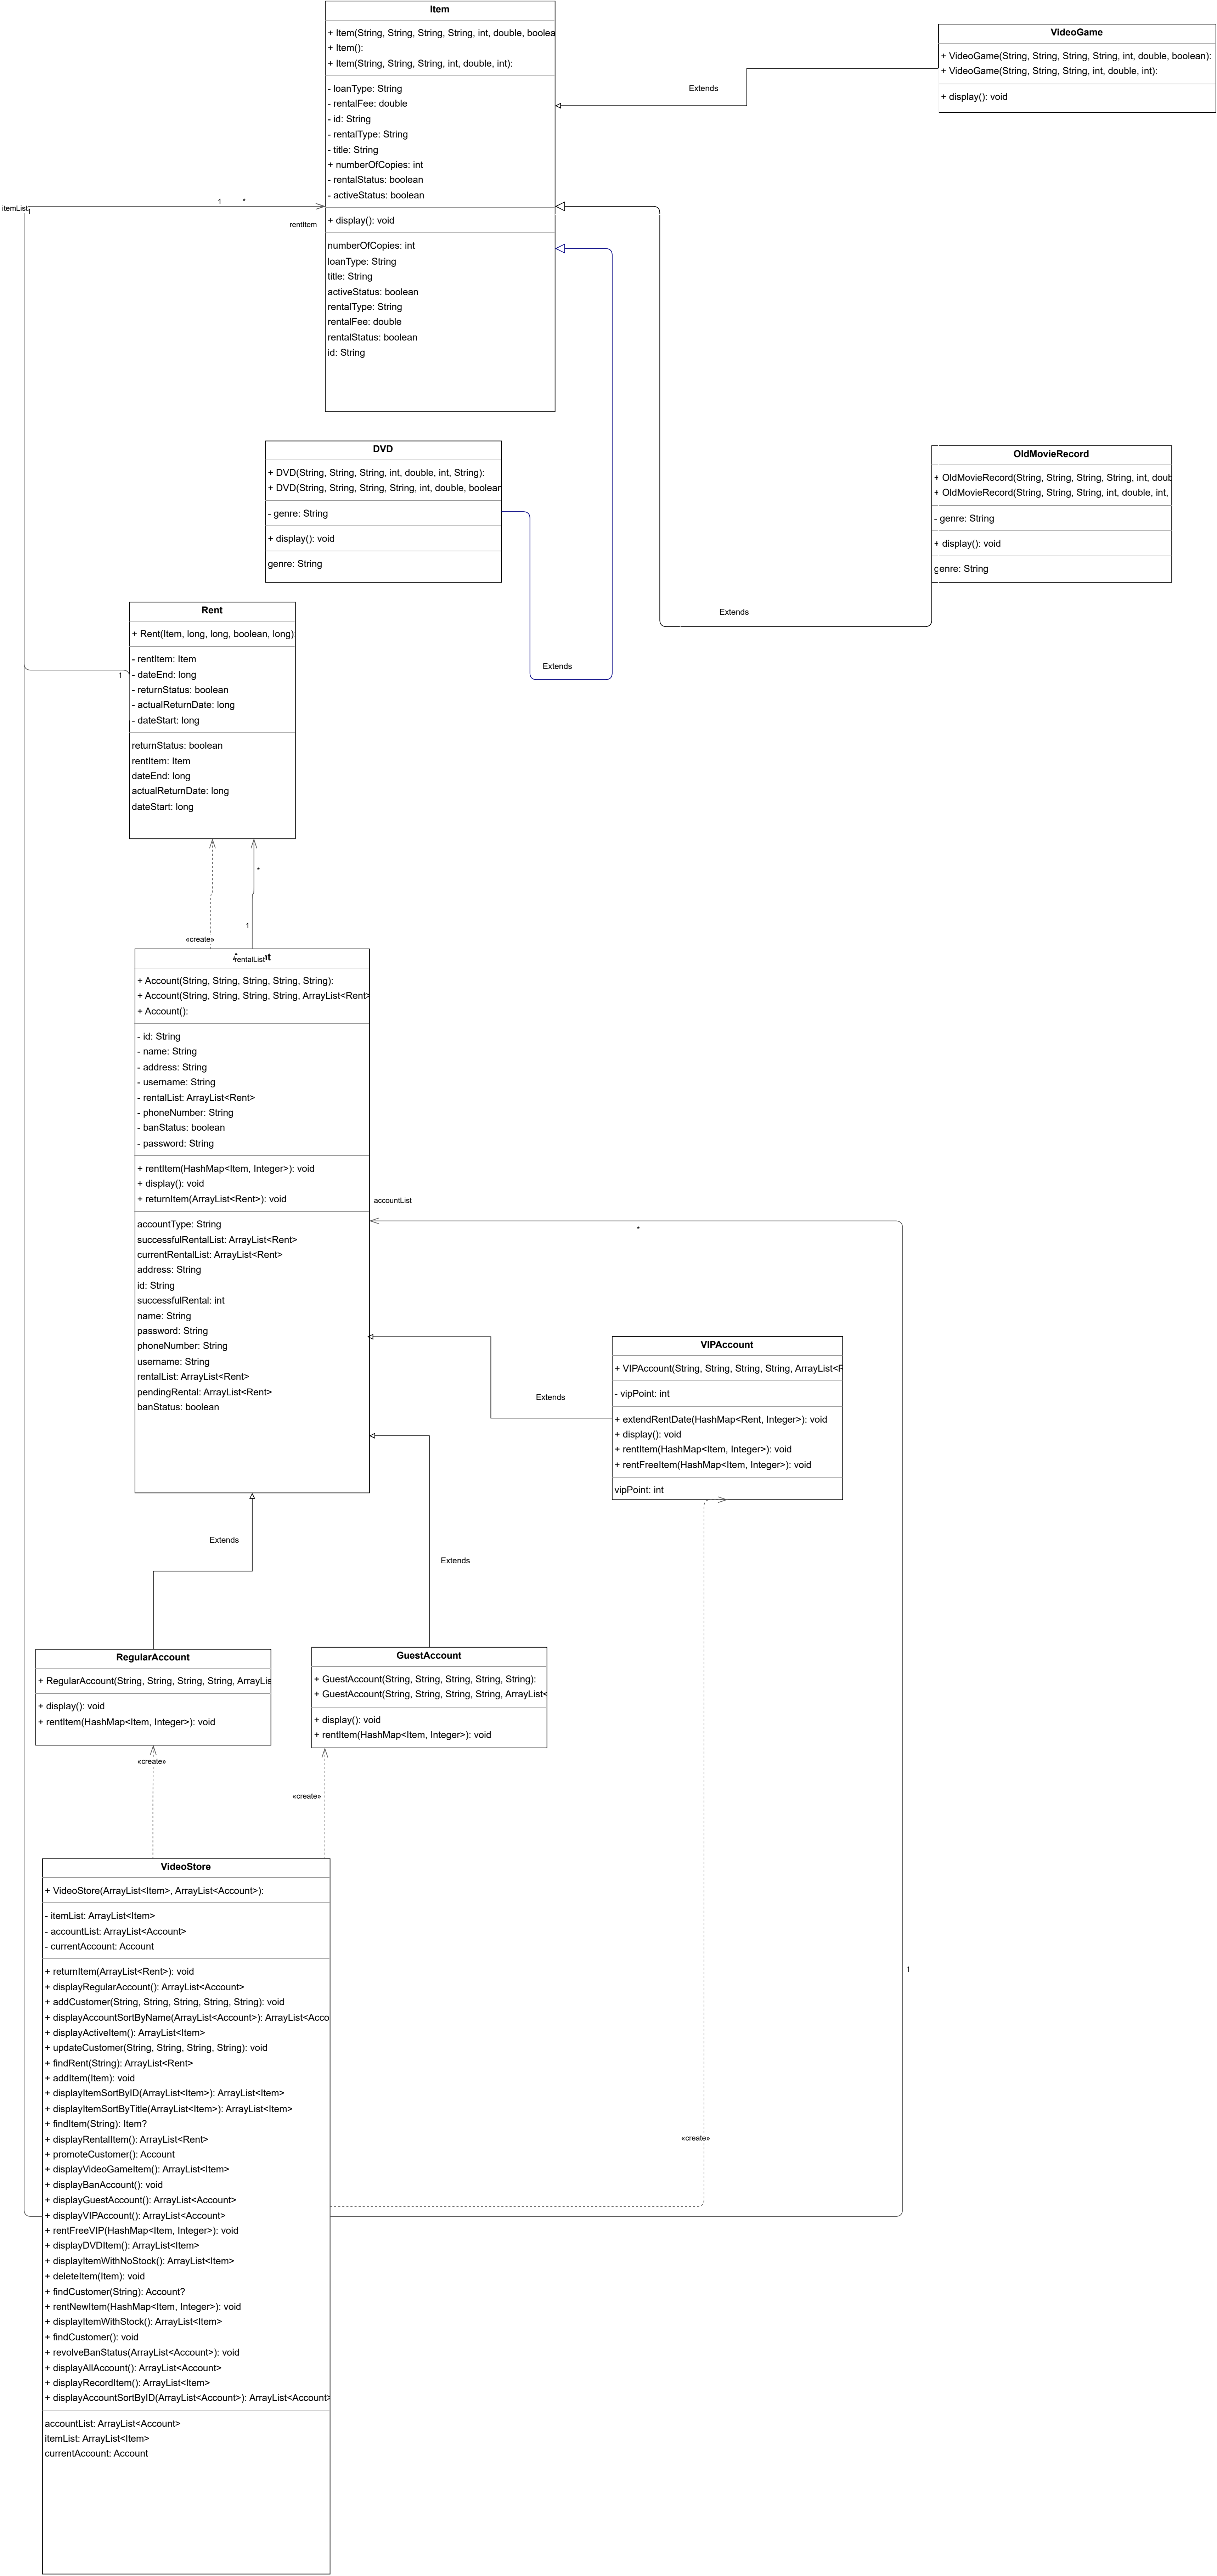 Item
+ Item(String, String, String, String, int, double, boolea
+ Item():
+ Item(String, String, String, int, double, int):
- loanType: String
- rentalFee: double
- id: String
- rentalType: String
- title: String
+ numberOfCopies: int
- rentalStatus: boolean
- activeStatus: boolean
+ display(): void
numberOfCopies: int
loanType: String
title: String
activeStatus: boolean
rentalType: String
rentalFee: double
rentalStatus: boolean
id: String
VideoGame
+ VideoGame(String, String, String, String, int, double, boolean):
+ VideoGame(String, String, String, int, double, int):
+ display(): void
Extends
itemList
1
1
*
rentItem
DVD
+ DVD(String, String, String, int, double, int, String):
+ DVD(String, String, String, String, int, double, boolean
- genre: String
+ display(): void
genre: String
OldMovieRecord
+ OldMovieRecord(String, String, String, String, int, doub
+ OldMovieRecord(String, String, String, int, double, int,
- genre: String
+ display(): void
genre: String
Extends
Extends
Rent
+ Rent(Item, long, long, boolean, long):
- rentItem: Item
- dateEnd: long
- returnStatus: boolean
- actualReturnDate: long
- dateStart: long
returnStatus: boolean
rentItem: Item
dateEnd: long
actualReturnDate: long
dateStart: long
1
*
1
«create»
rentalList
+ Account(String, String, String, String, String):
+ Account(String, String, String, String, ArrayList<Rent>
+ Account():
- id: String
- name: String
- address: String
- username: String
- rentalList: ArrayList<Rent>
- phoneNumber: String
- banStatus: boolean
- password: String
+ rentItem(HashMap<Item, Integer>): void
+ display(): void
+ returnItem(ArrayList<Rent>): void
accountType: String
successfulRentalList: ArrayList<Rent>
currentRentalList: ArrayList<Rent>
address: String
id: String
successfulRental: int
name: String
password: String
phoneNumber: String
username: String
rentalList: ArrayList<Rent>
pendingRental: ArrayList<Rent>
banStatus: boolean
accountList
*
VIPAccount
+ VIPAccount(String, String, String, String, ArrayList<R
- vipPoint: int
+ extendRentDate(HashMap<Rent, Integer>): void
+ display(): void
+ rentItem(HashMap<Item, Integer>): void
+ rentFreeItem(HashMap<Item, Integer>): void
vipPoint: int
Extends
Extends
Extends
RegularAccount
+ RegularAccount(String, String, String, String, ArrayLis
+ display(): void
+ rentItem(HashMap<Item, Integer>): void
GuestAccount
+ GuestAccount(String, String, String, String, String):
+ GuestAccount(String, String, String, String, ArrayList<
+ display(): void
+ rentItem(HashMap<Item, Integer>): void
«create»
«create»
VideoStore
+ VideoStore(ArrayList<Item>, ArrayList<Account>):
- itemList: ArrayList<Item>
- accountList: ArrayList<Account>
- currentAccount: Account
+ returnItem(ArrayList<Rent>): void
+ displayRegularAccount(): ArrayList<Account>
+ addCustomer(String, String, String, String, String): void
+ displayAccountSortByName(ArrayList<Account>): ArrayList<Acco
+ displayActiveItem(): ArrayList<Item>
+ updateCustomer(String, String, String, String): void
+ findRent(String): ArrayList<Rent>
+ addItem(Item): void
+ displayItemSortByID(ArrayList<Item>): ArrayList<Item>
+ displayItemSortByTitle(ArrayList<Item>): ArrayList<Item>
+ findItem(String): Item?
+ displayRentalItem(): ArrayList<Rent>
+ promoteCustomer(): Account
+ displayVideoGameItem(): ArrayList<Item>
+ displayBanAccount(): void
+ displayGuestAccount(): ArrayList<Account>
+ displayVIPAccount(): ArrayList<Account>
+ rentFreeVIP(HashMap<Item, Integer>): void
+ displayDVDItem(): ArrayList<Item>
+ displayItemWithNoStock(): ArrayList<Item>
+ deleteItem(Item): void
+ findCustomer(String): Account?
+ rentNewItem(HashMap<Item, Integer>): void
+ displayItemWithStock(): ArrayList<Item>
+ findCustomer(): void
+ revolveBanStatus(ArrayList<Account>): void
+ displayAllAccount(): ArrayList<Account>
+ displayRecordItem(): ArrayList<Item>
+ displayAccountSortByID(ArrayList<Account>): ArrayList<Account>
accountList: ArrayList<Account>
itemList: ArrayList<Item>
currentAccount: Account
1
«create»